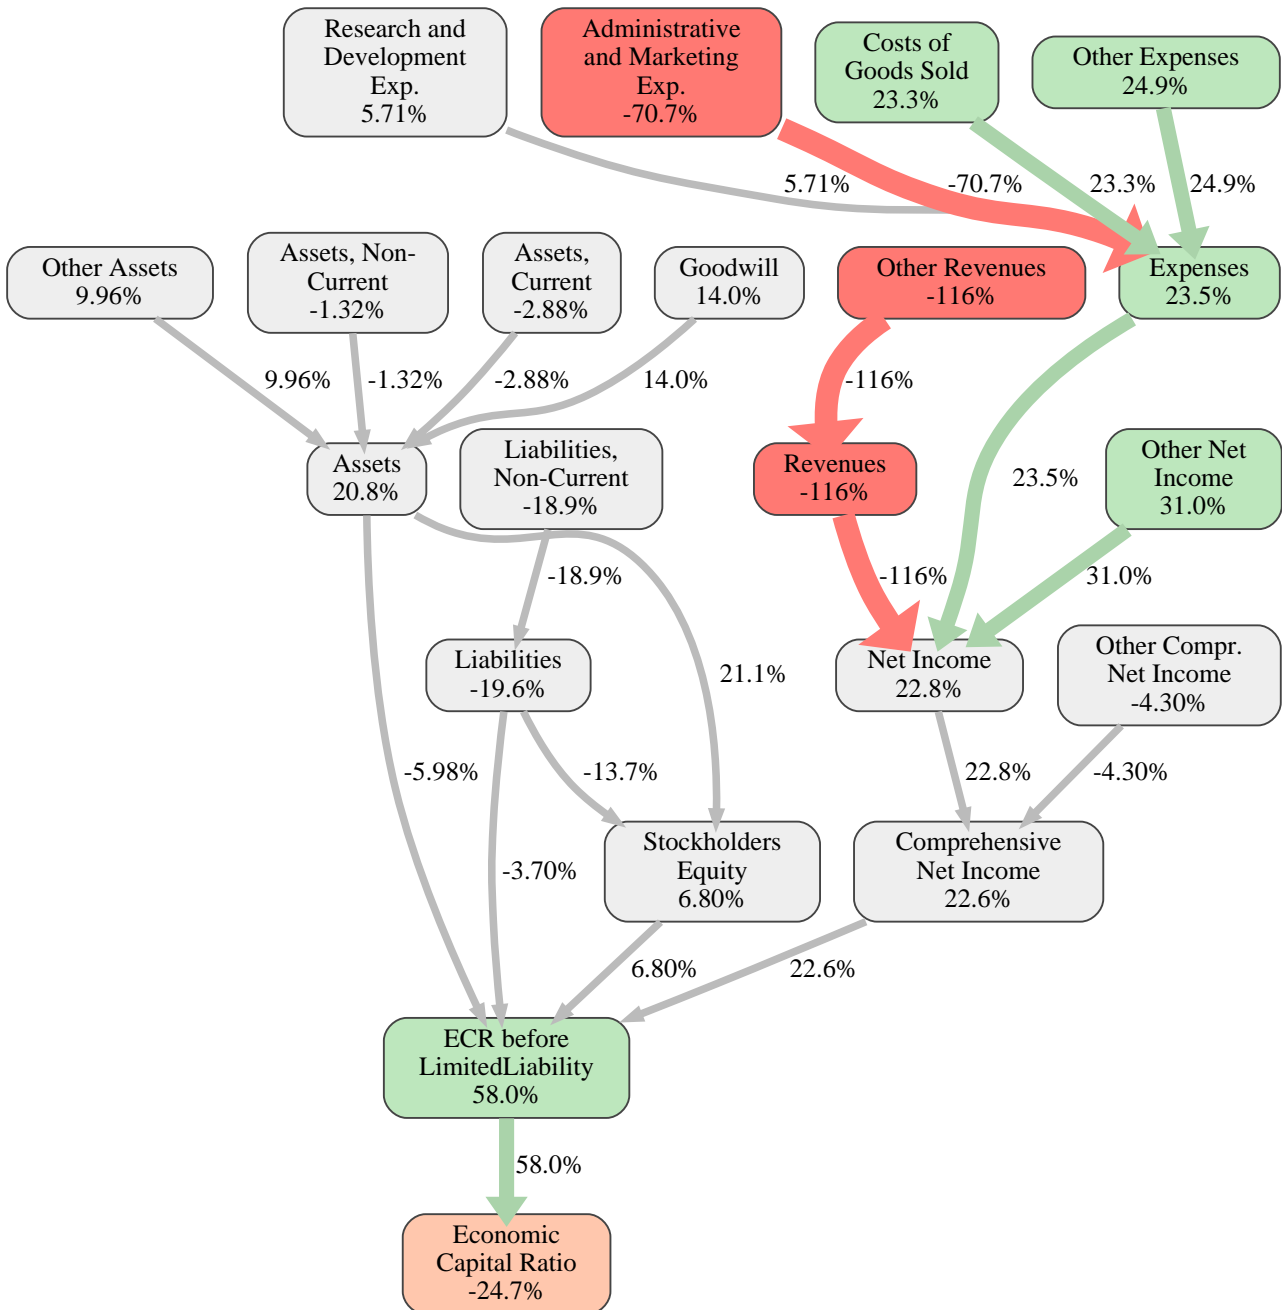 Research and
Development
Exp.
5.71%
Administrative
and Marketing
Exp.
-70.7%
Costs of
Goods Sold
23.3%
Other Expenses
24.9%
5.71%
-70.7%
23.3%
24.9%
Other Assets
9.96%
Assets, Non-
Current
-1.32%
Assets,
Current
-2.88%
Goodwill
14.0%
Other Revenues
-116%
Expenses
23.5%
9.96%
-1.32%
-2.88%
14.0%
-116%
Assets
20.8%
Liabilities,
Non-Current
-18.9%
Revenues
-116%
23.5%
Other Net
Income
31.0%
-18.9%
-116%
31.0%
Liabilities
-19.6%
21.1%
Net Income
22.8%
Other Compr.
Net Income
-4.30%
-5.98%
-13.7%
22.8%
-4.30%
-3.70%
Stockholders
Equity
6.80%
Comprehensive
Net Income
22.6%
6.80%
22.6%
ECR before
LimitedLiability
58.0%
58.0%
Economic
Capital Ratio
-24.7%